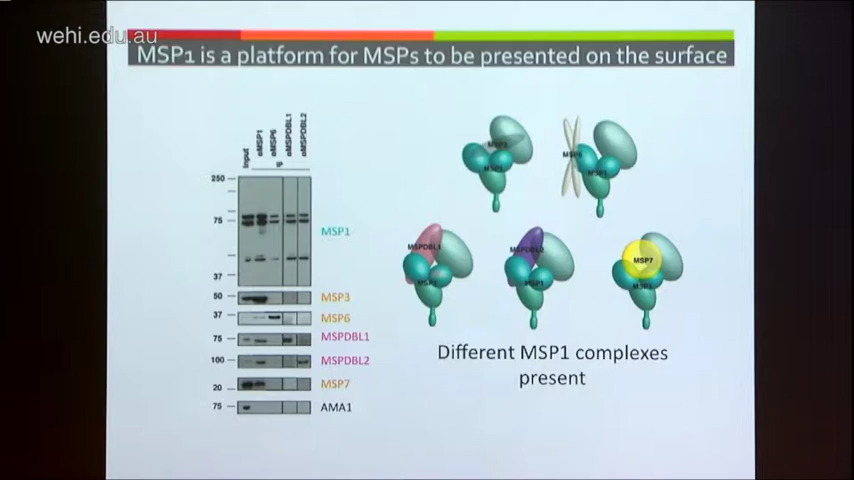 wehi.edu.au
MSP1 is a platform for MSPs to be presented on the surface
Input
αMSP1
αMSP6
αMSPDBL1
αMSPDBL2
IP
250
75
37
50
37
75
100
20
75
MSP1
MSP3
MSP6
MSPDBL1
MSPDBL2
MSP7
AMA1
MSP3
MSP1
MSP6
MSP1
MSPDBL1
MSP1
MSPDBL2
MSP1
MSP7
MSP1
Different MSP1 complexes
present